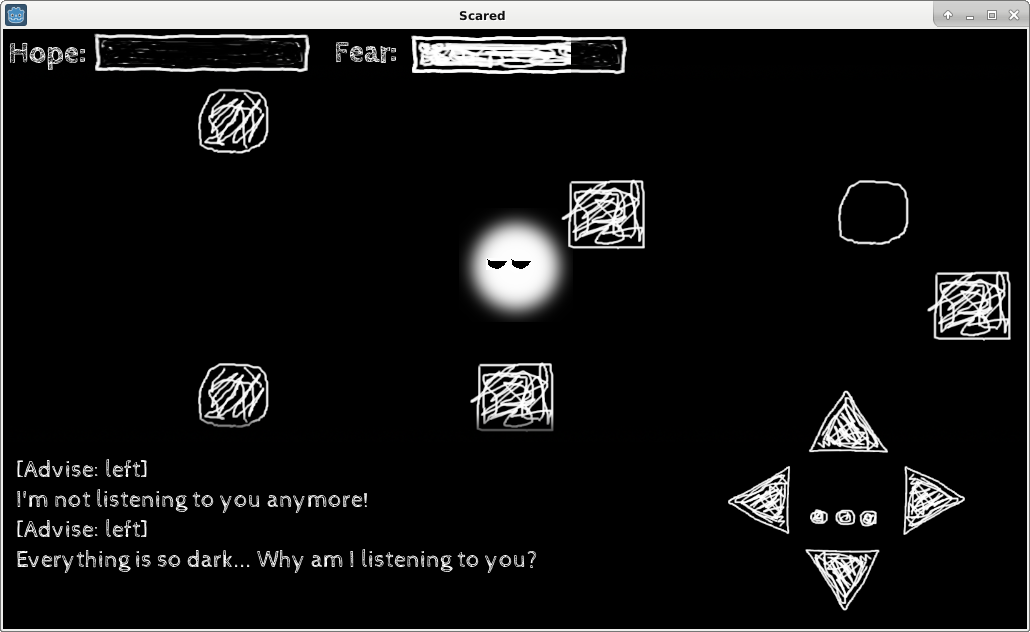 Scared
Hope: Fear:
[Advise: left]
I'm not listening to you anymore!
[Advise: left]
Everything is so dark... Why am I listening to you?